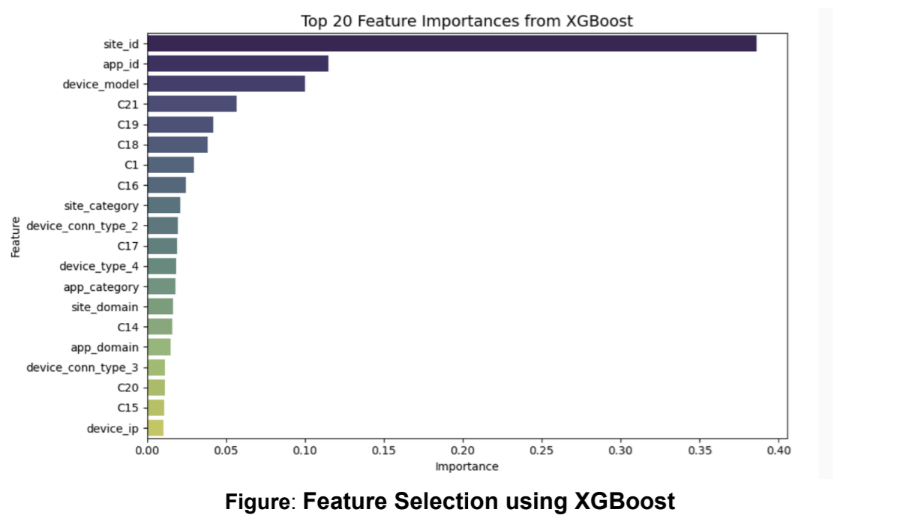 Top 20 Feature Importances from XGBoost
site_id
app_id
device_model
C21
C19
C18
C1
C16
site_category
device_conn_type_2
C17
device_type_4
app_category
site_domain
C14
app_domain
device_conn_type_3
C20
C15
device_ip
Feature
0.00 0.05 0.10 0.15 0.20 0.25 0.30 0.35 0.40
Importance
Figure: Feature Selection using XGBoost